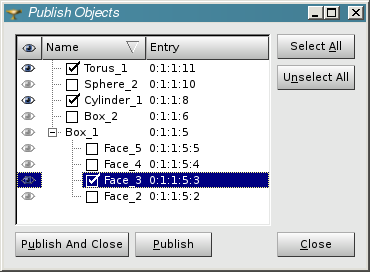 Publish Objects
Name Entry Select All
Torus_1 0:1:1:11
Sphere_2 0:1:1:10 Unselect All
Cylinder_1 0:1:1:8
Box_2 0:1:1:6
Box_1 0:1:1:5
Face_5 0:1:1:5:5
Face_4 0:1:1:5:4
Face_3 0:1:1:5:3
Face_2 0:1:1:5:2
Publish And Close Publish Close